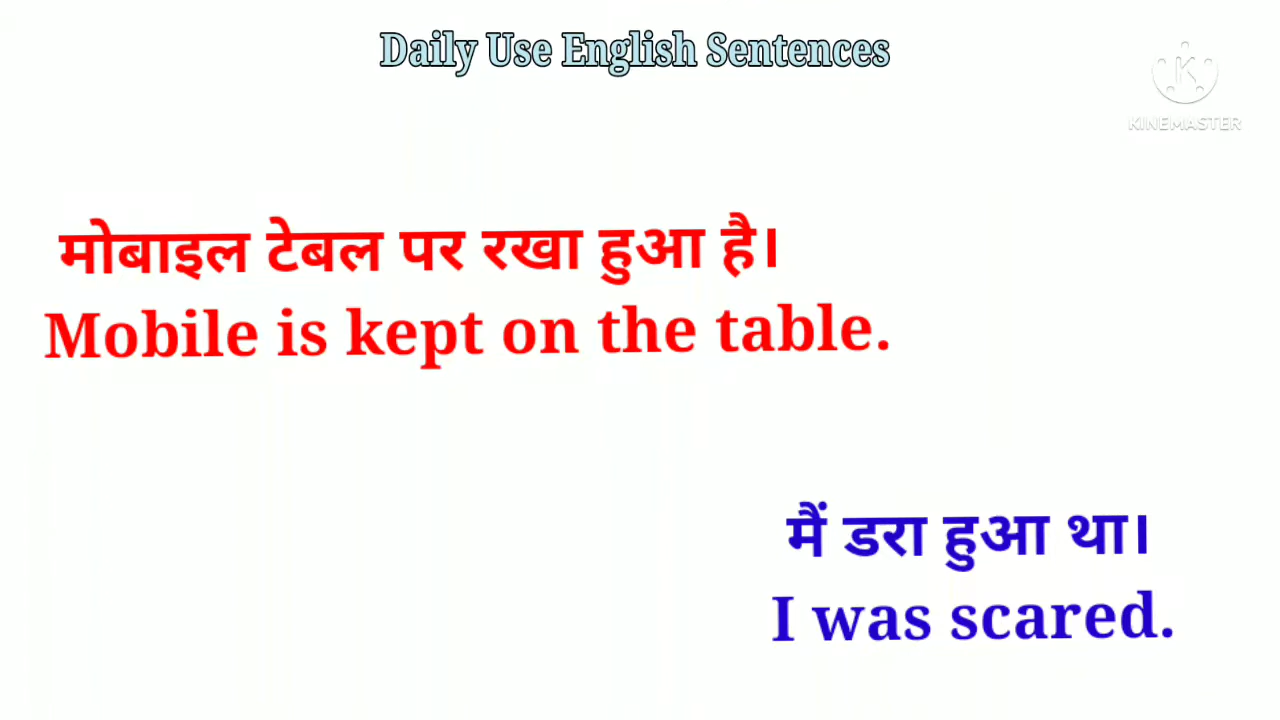 Daily Use English Sentences
KINEMASTER
मोबाइल टेबल पर रखा हुआ है।
Mobile is kept on the table.
मैं डरा हुआ था।
I was scared.